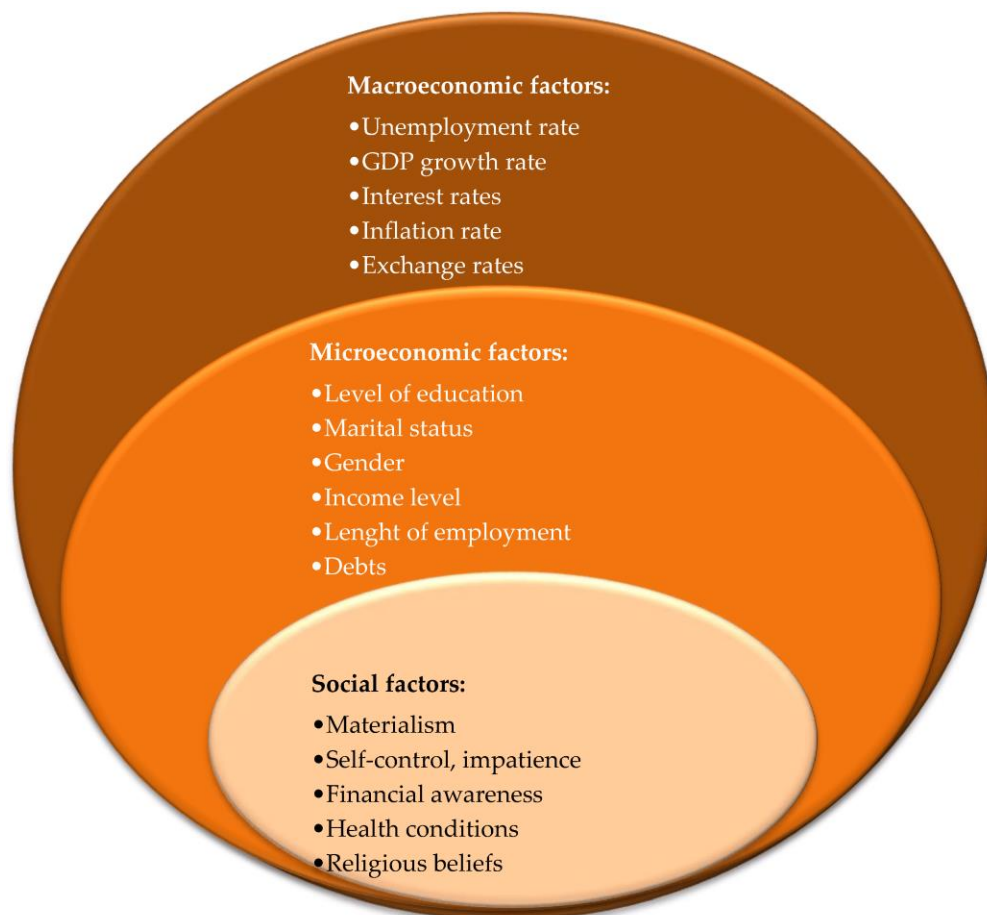 Macroeconomic factors:
•Unemployment rate
•GDP growth rate
•Interest rates
•Inflation rate
•Exchange rates
Microeconomic factors:
•Level of education
•Marital status
•Gender
•Income level
•Lenght of employment
•Debts
Social factors:
•Materialism
•Self-control, impatience
•Financial awareness
•Health conditions
•Religious beliefs